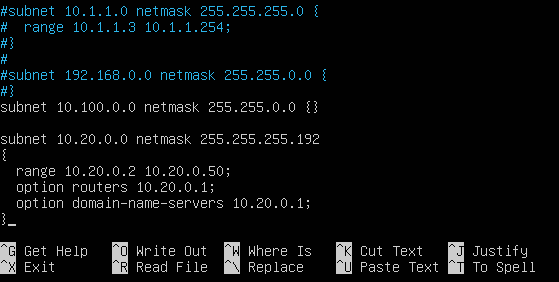 #subnet 10.1.1.0 netmask 255.255.255.0 {
#  range 10.1.1.3 10.1.1.254;
#}
#
#subnet 192.168.0.0 netmask 255.255.0.0 {
#}
subnet 10.100.0.0 netmask 255.255.0.0 {}

subnet 10.20.0.0 netmask 255.255.255.192
{
  range 10.20.0.2 10.20.0.50;
  option routers 10.20.0.1;
  option domain-name-servers 10.20.0.1;
}_
^G Get Help  ^O Write Out  ^W Where Is  ^K Cut Text  ^J Justify
^X Exit  ^R Read File  ^\ Replace  ^U Paste Text  ^T To Spell